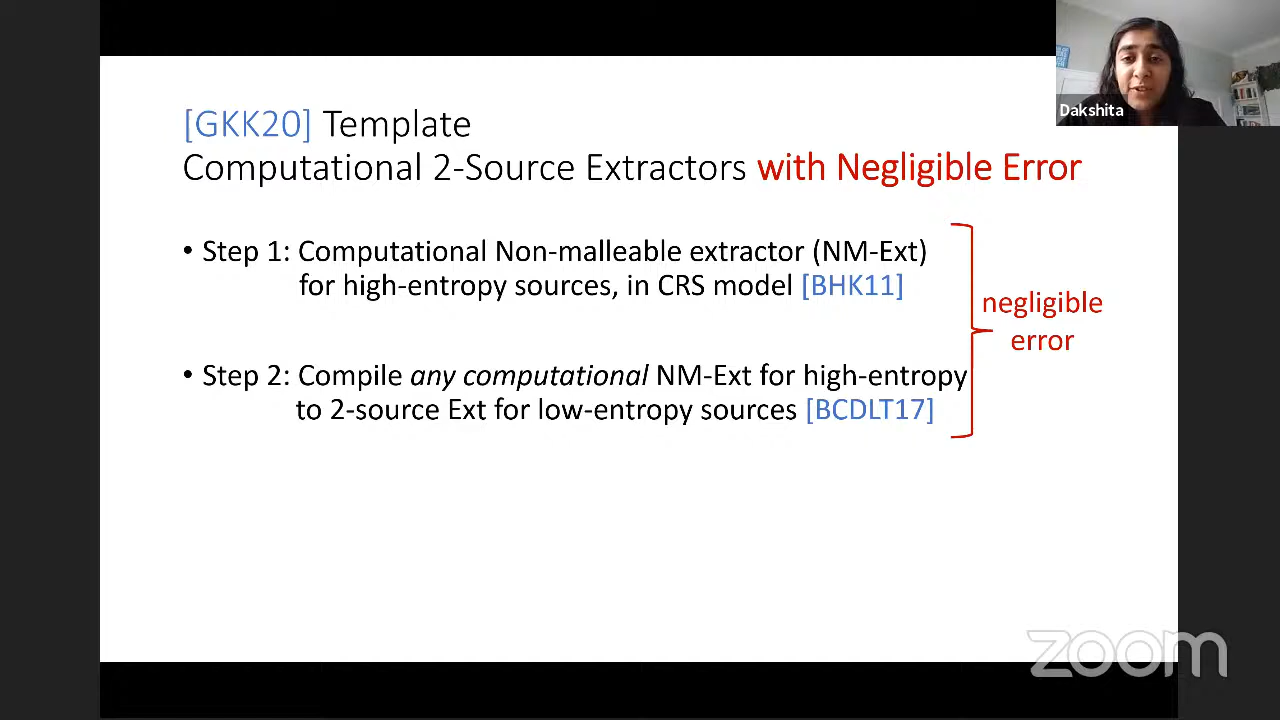 Dakshita
[GKK20] Template
Computational 2-Source Extractors with Negligible Error
• Step 1: Computational Non-malleable extractor (NM-Ext)
for high-entropy sources, in CRS model [BHK11]
negligible
error
• Step 2: Compile any computational NM-Ext for high-entropy
to 2-source Ext for low-entropy sources [BCDLT17]
zoom